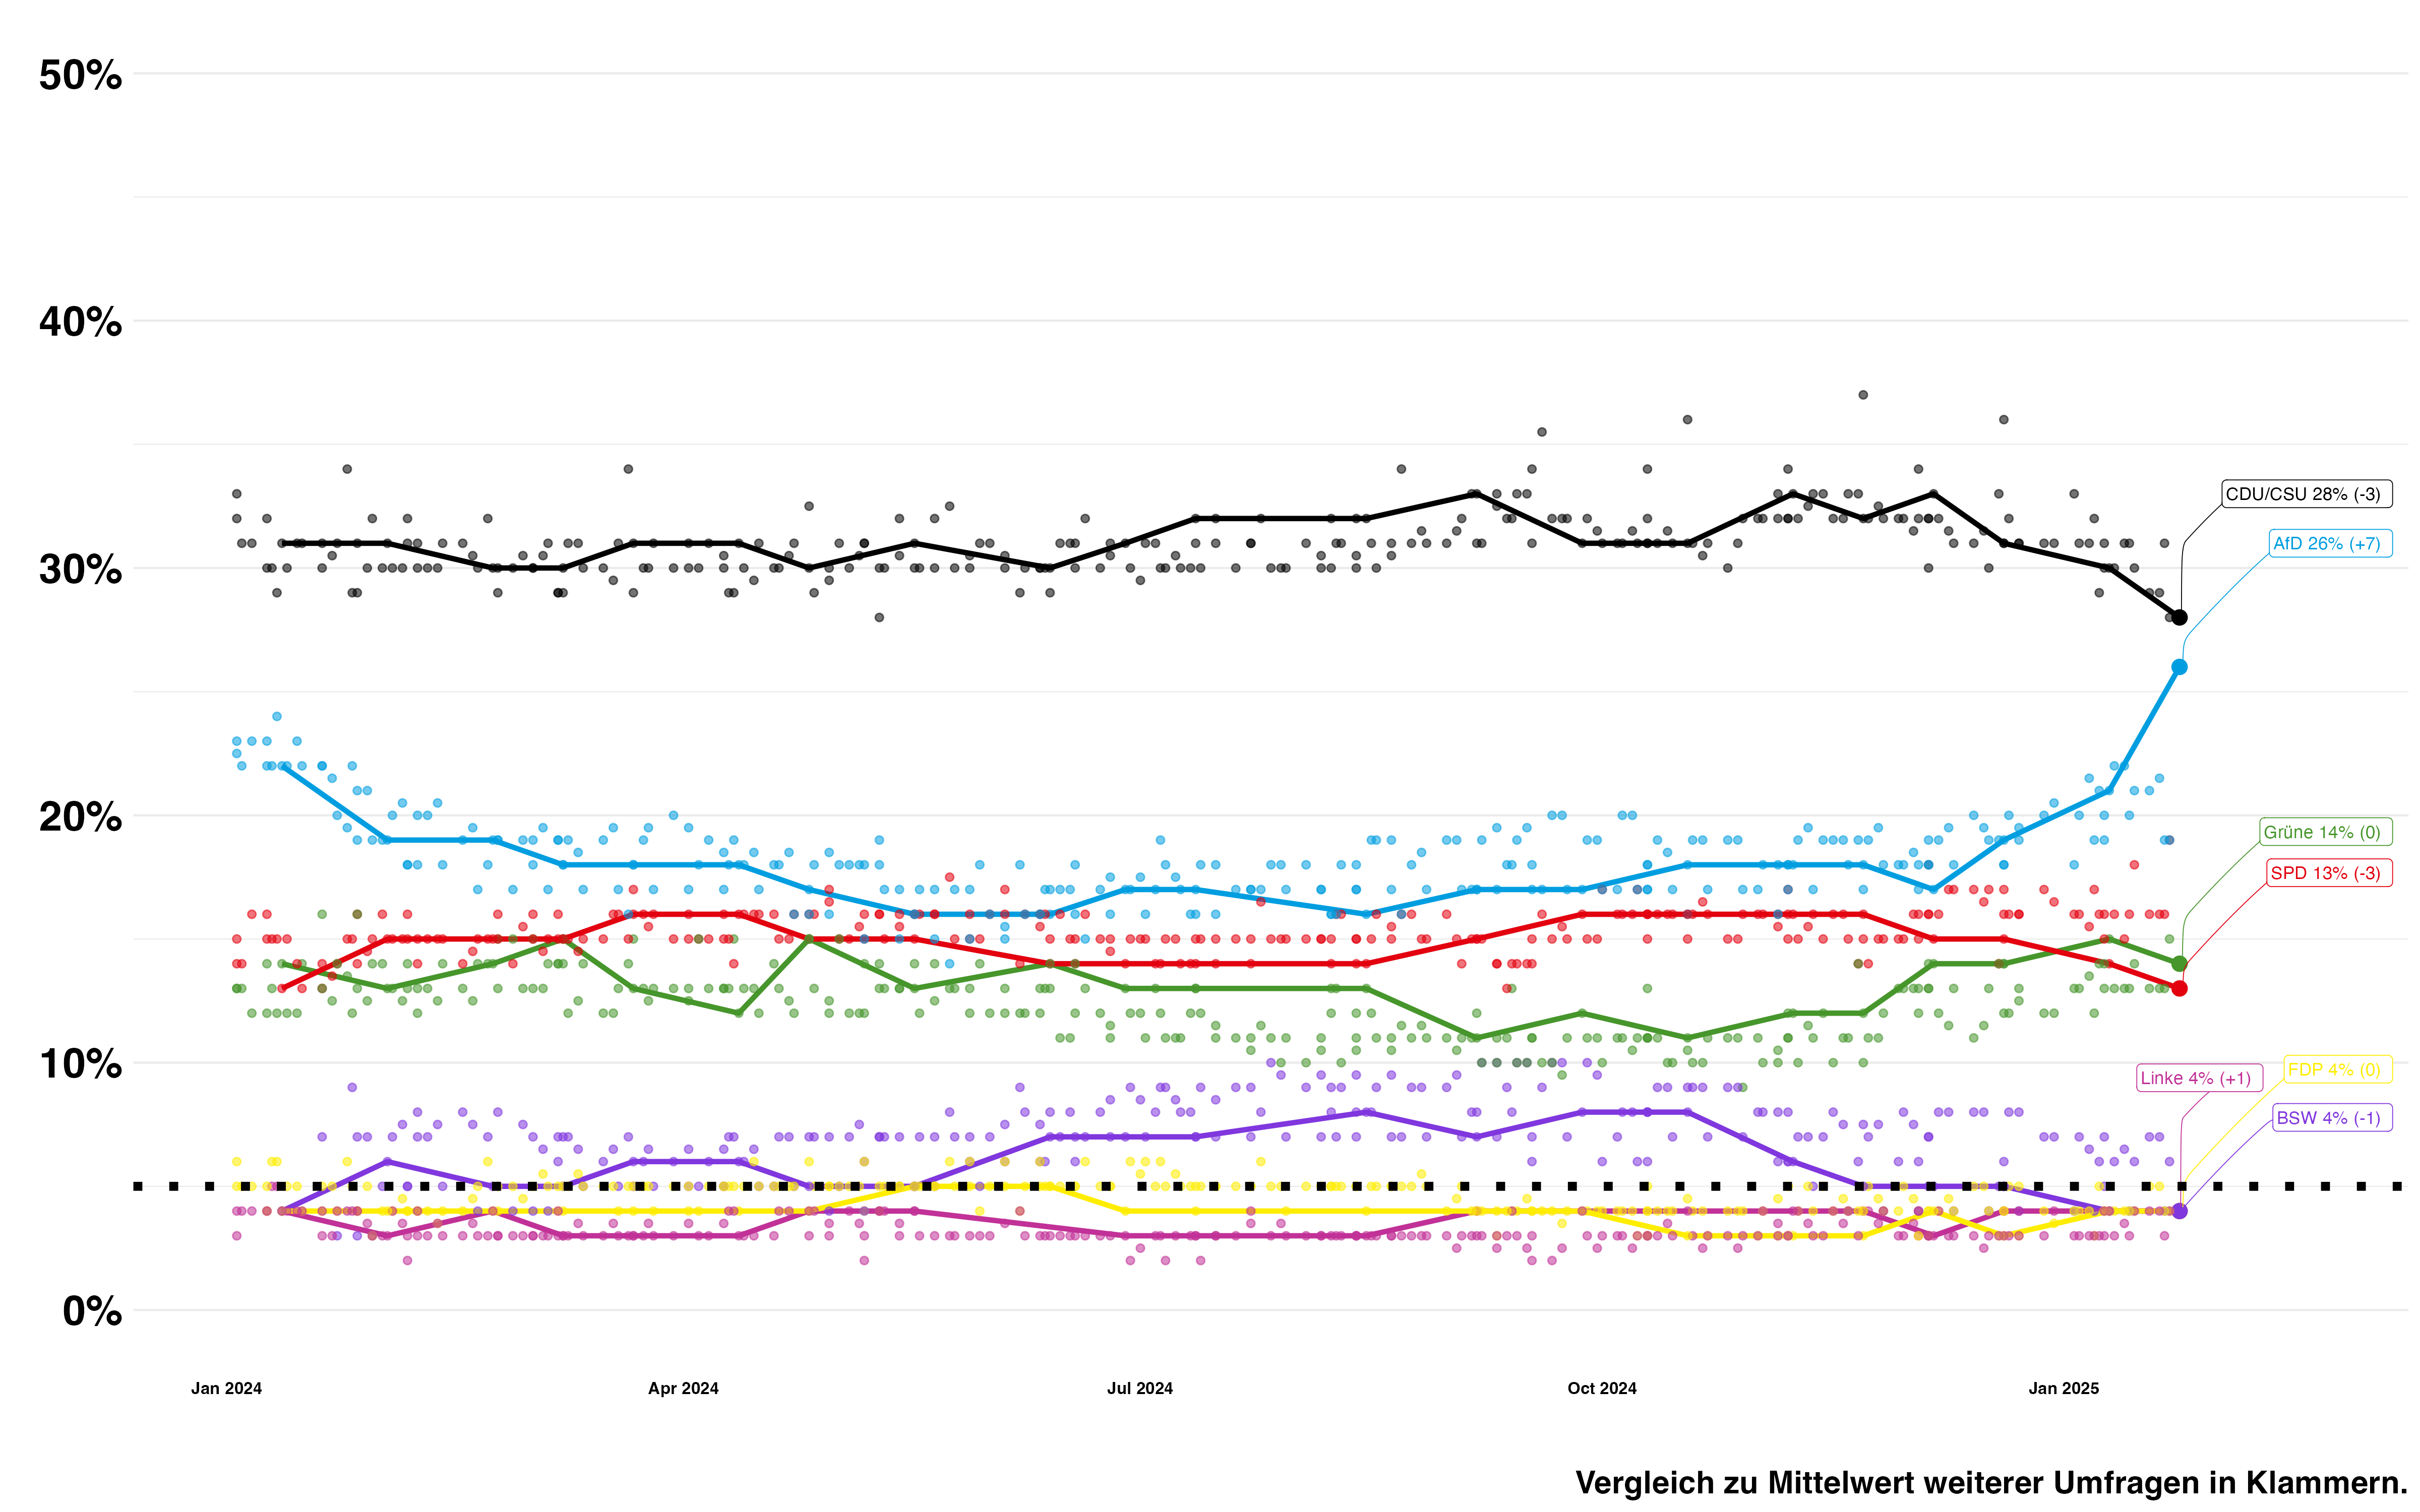 50%
40%
30%
20%
10%
0%
CDU/CSU 28% (-3)
AfD 26% (+7)
Grüne 14% (0)
SPD 13% (-3)
FDP 4% (0)
Linke 4% (+1)
BSW 4% (-1)
Jan 2024
Apr 2024
Jul 2024
Oct 2024
Jan 2025
Vergleich zu Mittelwert weiterer Umfragen in Klammern.